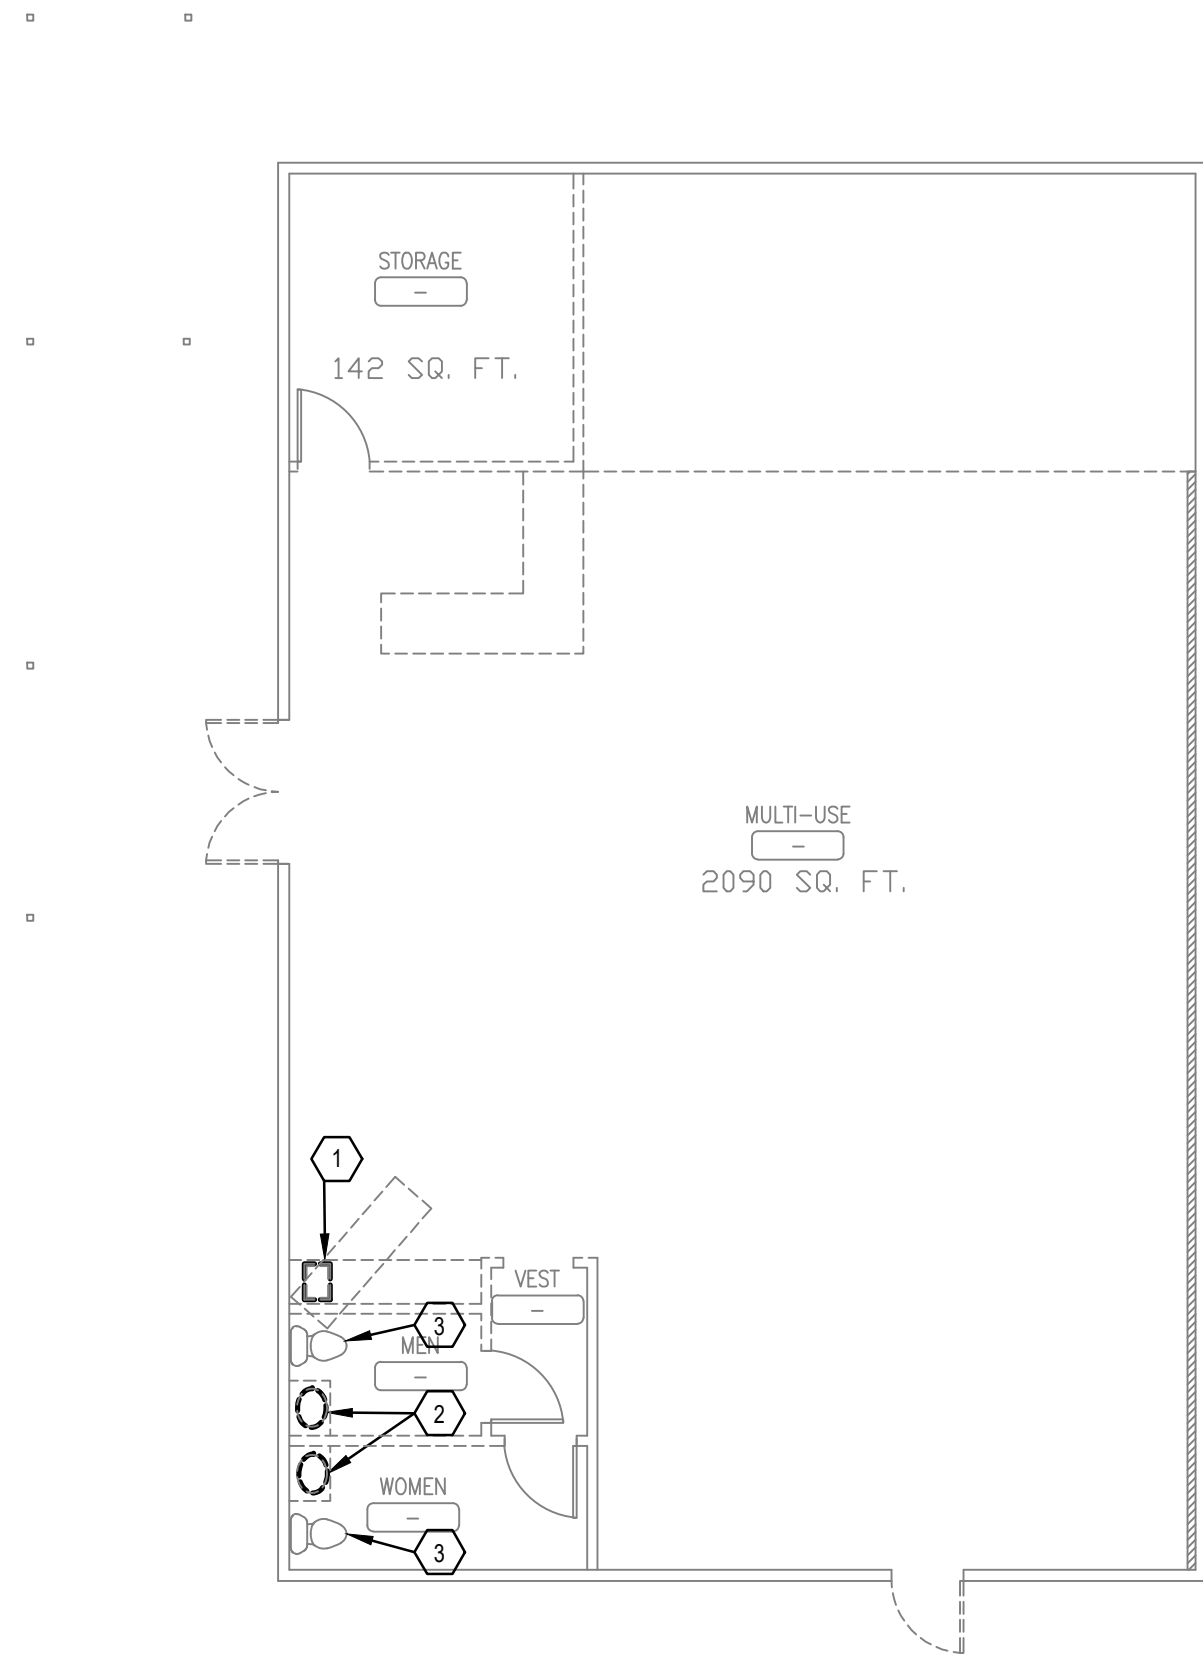 STORAGE
-
142 SQ. FT.
MULTI-USE
-
2090 SQ. FT.
1
VEST
-
3
MEN
-
2
WOMEN
-
3